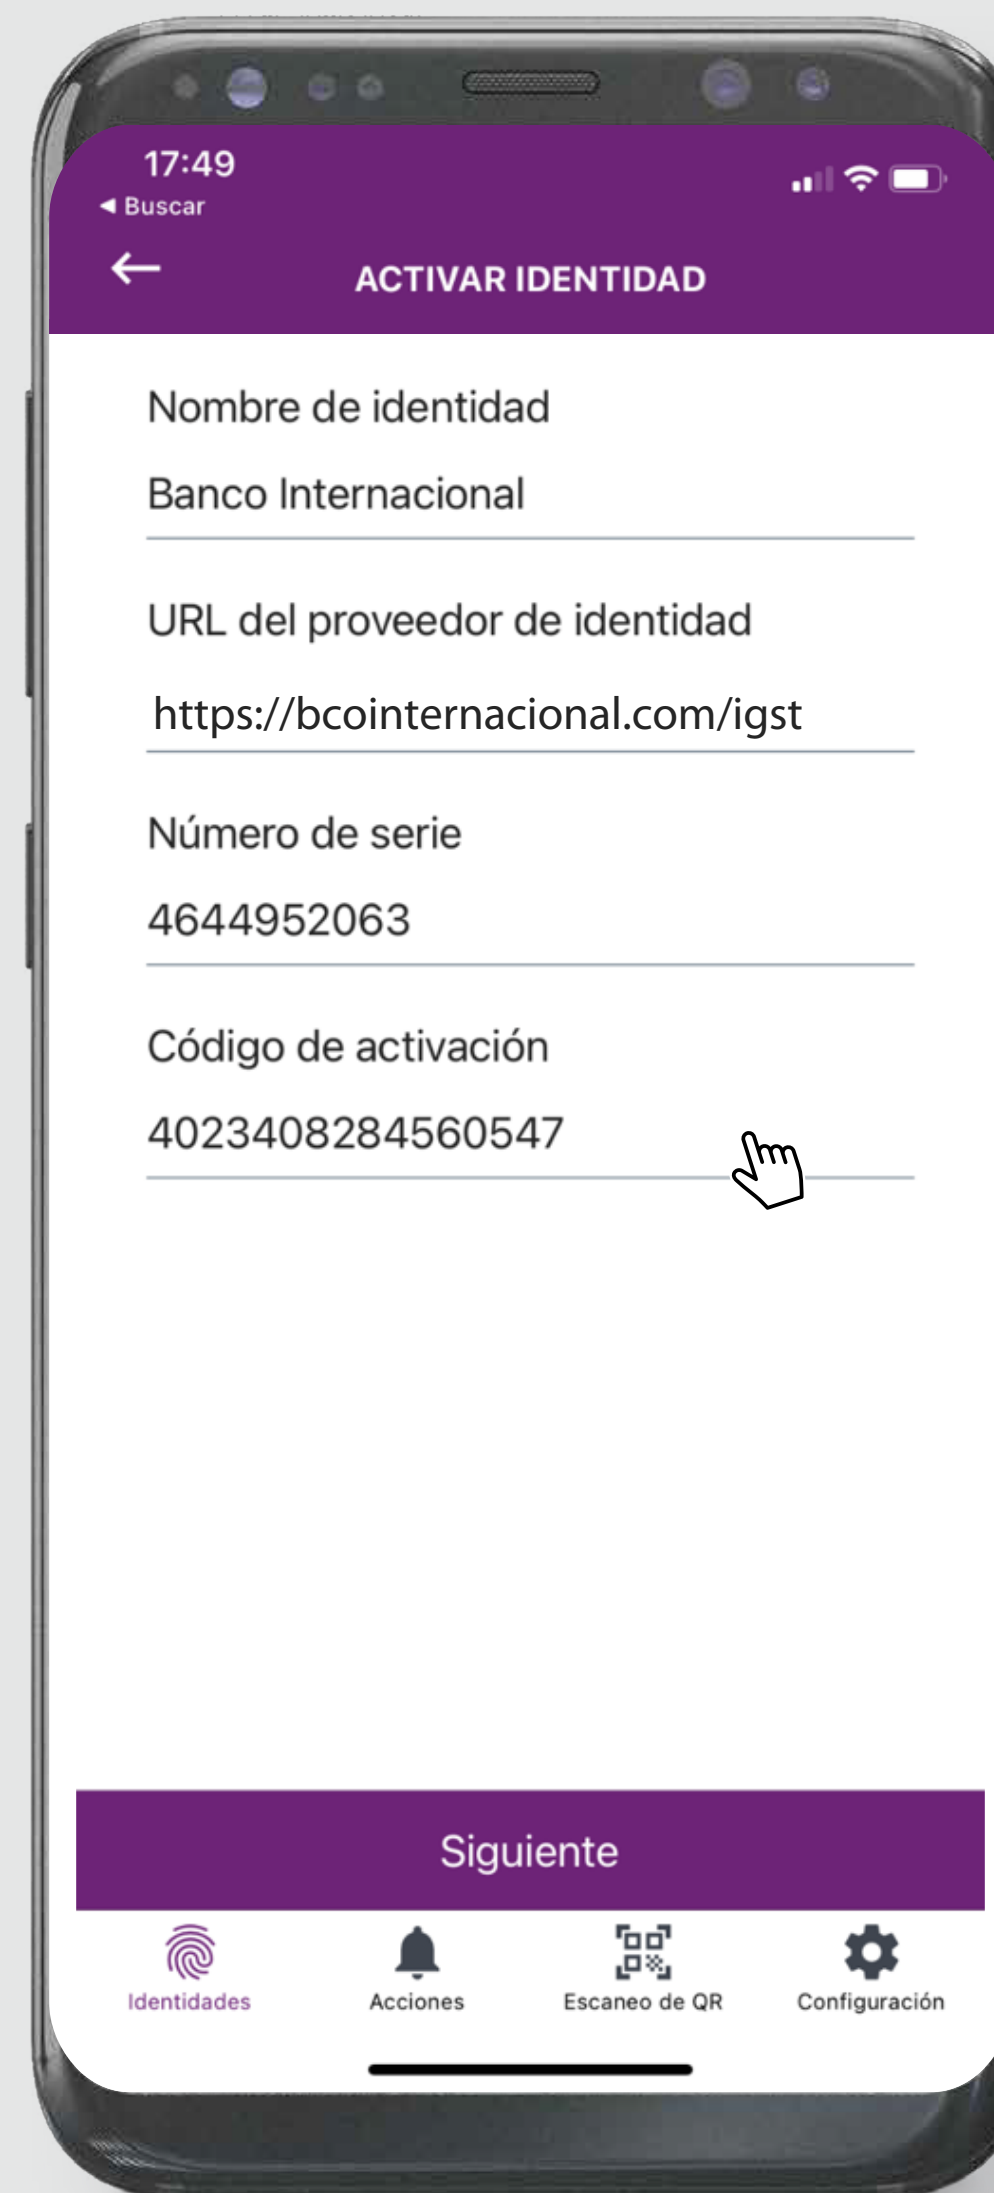 17:49
◀ Buscar
ACTIVAR IDENTIDAD
Nombre de identidad
Banco Internacional
URL del proveedor de identidad
https://bcointernacional.com/igst
Número de serie
4644952063
Código de activación
4023408284560547
Siguiente
Identidades Acciones Escaneo de QR Configuración